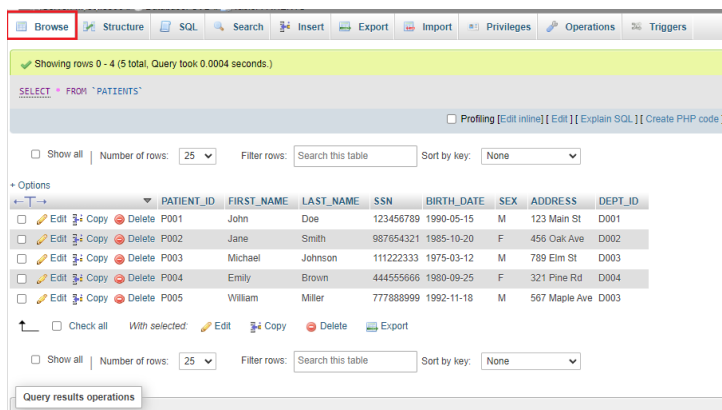 Browse Structure SQL Search Insert Export Import Privileges Operations Triggers
Showing rows 0 - 4 (5 total, Query took 0.0004 seconds.)
SELECT * FROM `PATIENTS`
Profiling [Edit inline] [ Edit ] [ Explain SQL ] [ Create PHP code ]
Show all | Number of rows: 25 Filter rows: Search this table Sort by key: None
+ Options
←T→ PATIENT_ID FIRST_NAME LAST_NAME SSN BIRTH_DATE SEX ADDRESS DEPT_ID
Edit Copy Delete P001 John Doe 123456789 1990-05-15 M 123 Main St D001
Edit Copy Delete P002 Jane Smith 987654321 1985-10-20 F 456 Oak Ave D002
Edit Copy Delete P003 Michael Johnson 111222333 1975-03-12 M 789 Elm St D003
Edit Copy Delete P004 Emily Brown 444555666 1980-09-25 F 321 Pine Rd D004
Edit Copy Delete P005 William Miller 777888999 1992-11-18 M 567 Maple Ave D003
Check all With selected: Edit Copy Delete Export
Show all | Number of rows: 25 Filter rows: Search this table Sort by key: None
Query results operations